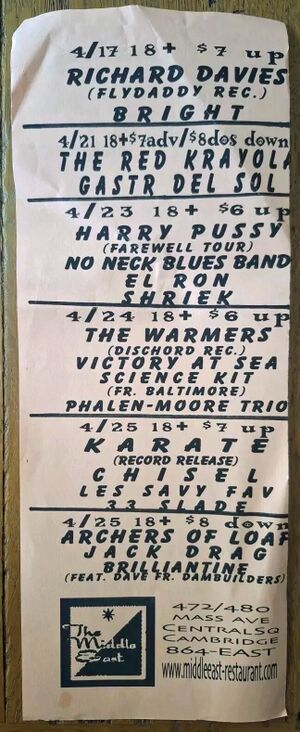 4/17 18+ $7 up
RICHARD DAVIES
(FLYDADDY REC.)
BRIGHT
4/21 18+$7adv/$8dos down
THE RED KRAYOLA
GASTR DEL SOL
4/23 18+ $6 up
HARRY PUSSY
(FAREWELL TOUR)
NO NECK BLUES BAND
EL RON
SHRIEK
4/24 18+ $6 up
THE WARMERS
(DISCHORD REC.)
VICTORY AT SEA
SCIENCE KIT
(FR. BALTIMORE)
PHALEN-MOORE TRIO
4/25 18+ $7 up
KARATE
(RECORD RELEASE)
CHISEL
LES SAVY FAV
33 SLADE
4/25 18+ $8 down
ARCHERS OF LOAF
JACK DRAG
BRILLIANTINE
(FEAT. DAVE FR. DAMBUILDERS)
The
Middle
East
472/480
MASS AVE
CENTRALSQ
CAMBRIDGE
864-EAST
www.middleeast-restaurant.com